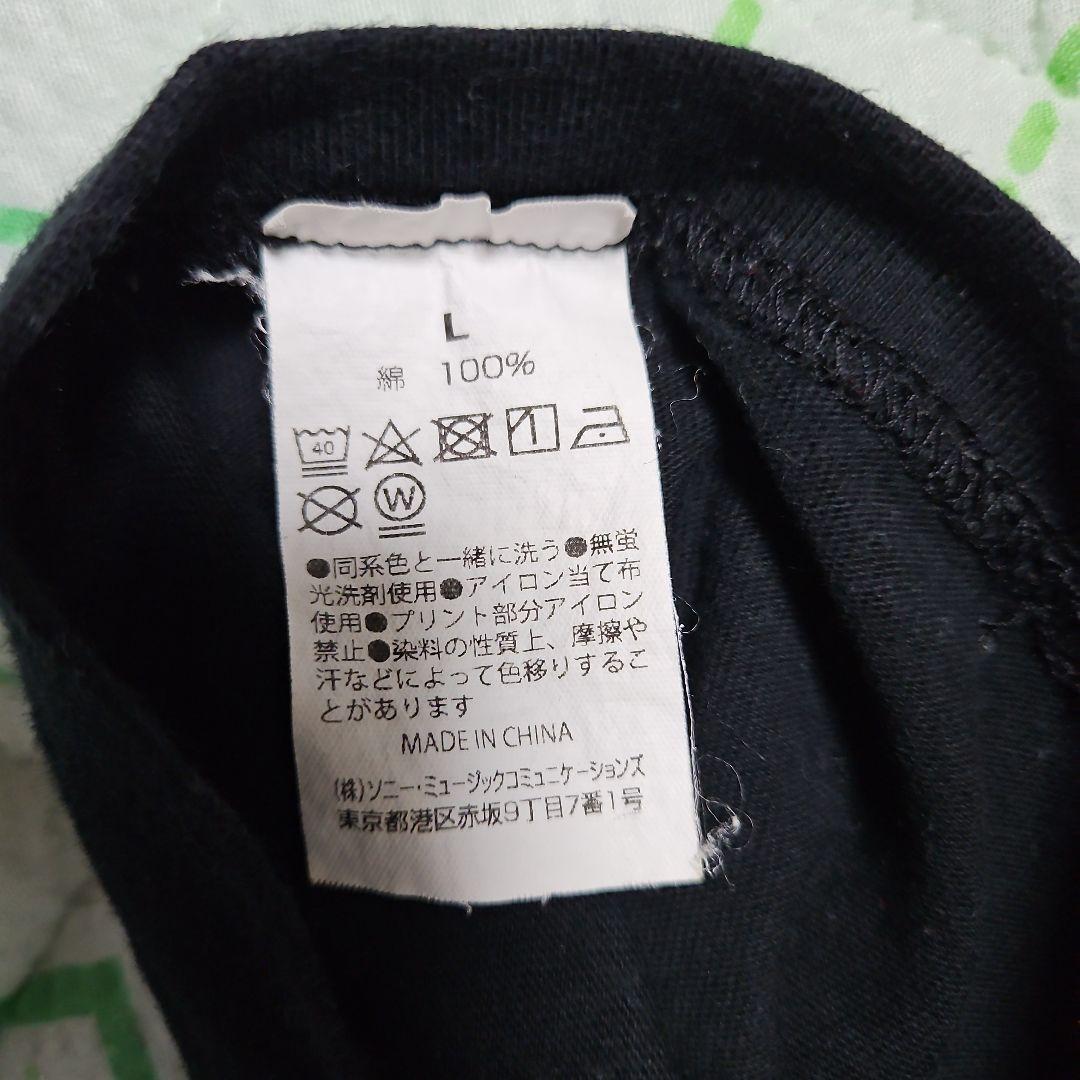 L
綿 100%
40
W
●同系色と一緒に洗う●無蛍
光洗剤使用●アイロン当て布
使用●プリント部分アイロン
禁止●染料の性質上、摩擦や
汗などによって色移りするこ
とがあります
MADE IN CHINA
(株)ソニー・ミュージックコミュニケーションズ
東京都港区赤坂9丁目7番1号